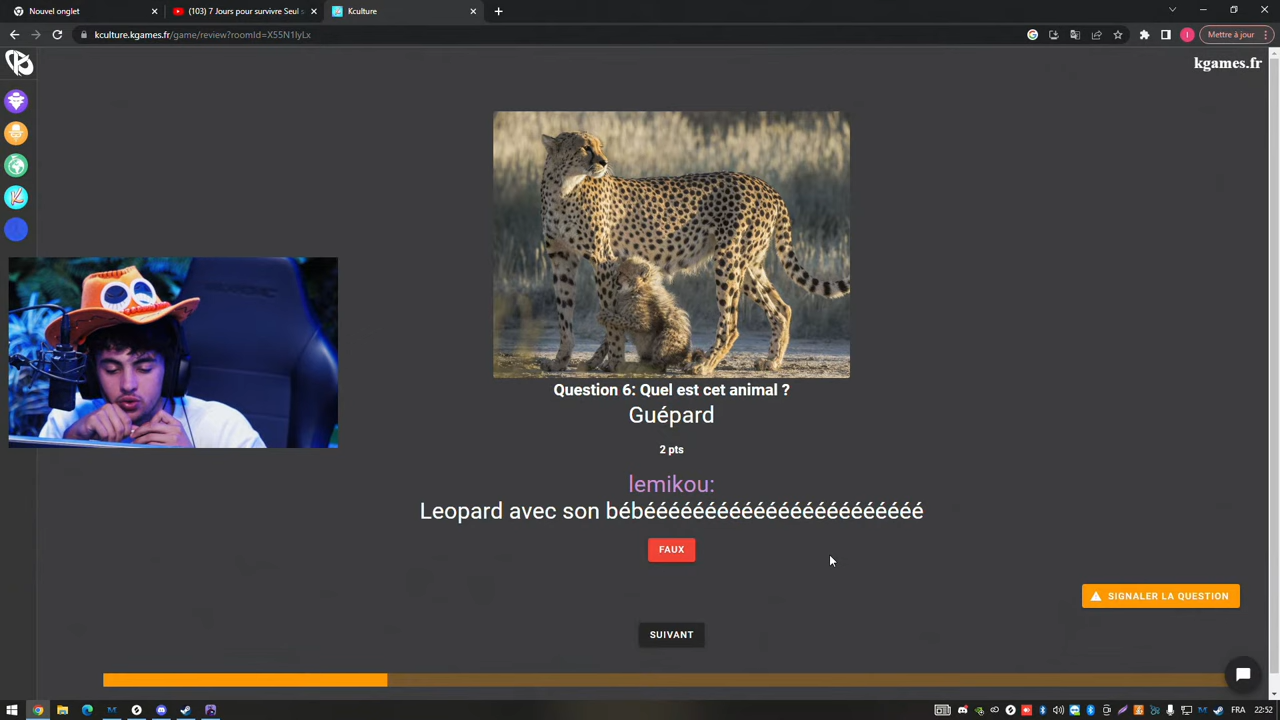 Nouvel onglet
(103) 7 Jours pour survivre Seul s
Kculture
kculture.kgames.fr/game/review?roomId=X55N1IyLx
Mettre à jour
kgames.fr
Question 6: Quel est cet animal ?
Guépard
2 pts
lemikou:
Leopard avec son bébééééééééééééééééééééééé
FAUX
SIGNALER LA QUESTION
SUIVANT
FRA
22:52